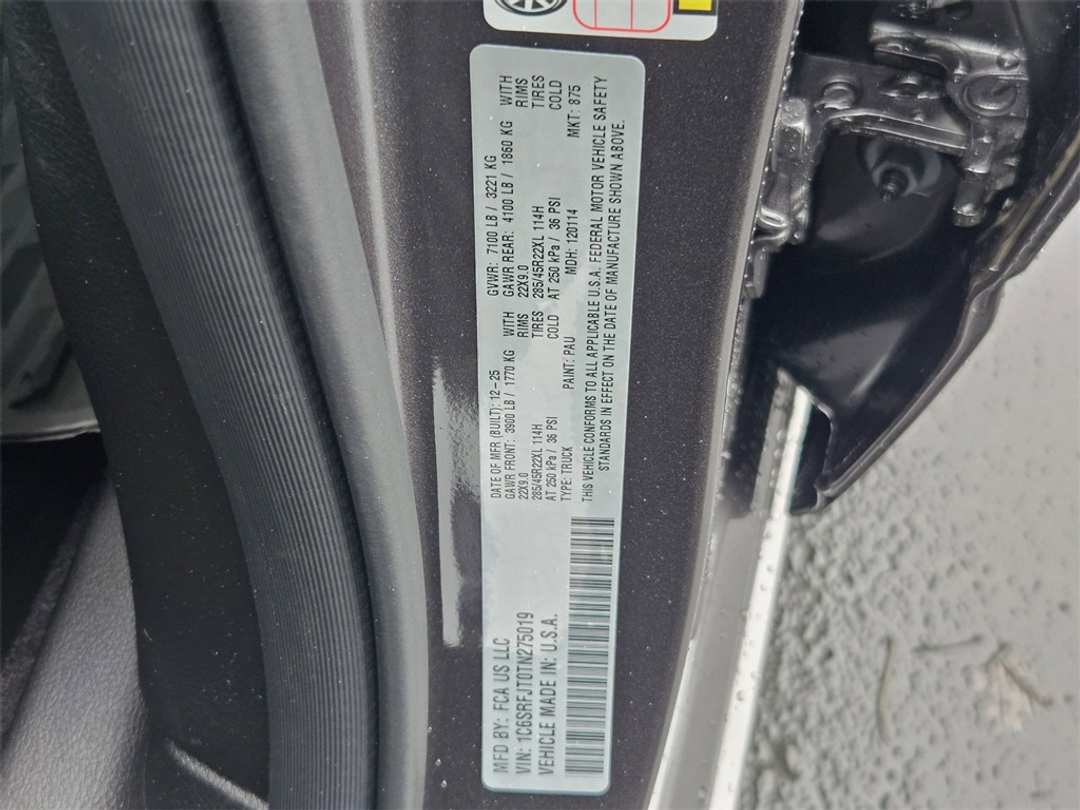 MFD BY: FCA US LLC
VIN: 1C6SRFJT0TN275019
VEHICLE MADE IN: U.S.A.
DATE OF MFR (BUILT): 12-25 GVWR: 7100 LB / 3221 KG
GAWR FRONT: 3900 LB / 1770 KG WITH GAWR REAR: 4100 LB / 1860 KG WITH
22X9.0 RIMS 22X9.0 RIMS
285/45R22XL 114H TIRES 285/45R22XL 114H TIRES
AT 250 kPa / 36 PSI COLD AT 250 kPa / 36 PSI COLD
TYPE: TRUCK PAINT: PAU MDH: 120114 MKT: 875
THIS VEHICLE CONFORMS TO ALL APPLICABLE U.S.A. FEDERAL MOTOR VEHICLE SAFETY
STANDARDS IN EFFECT ON THE DATE OF MANUFACTURE SHOWN ABOVE.